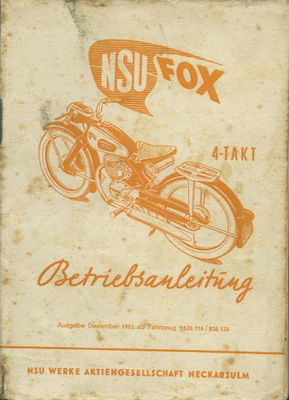 NSU FOX
4-TAKT
Betriebsanleitung
Ausgabe Dezember 1952 ab Fahrzeug
NSU WERKE AKTIENGESELLSCHAFT NECKARSULM